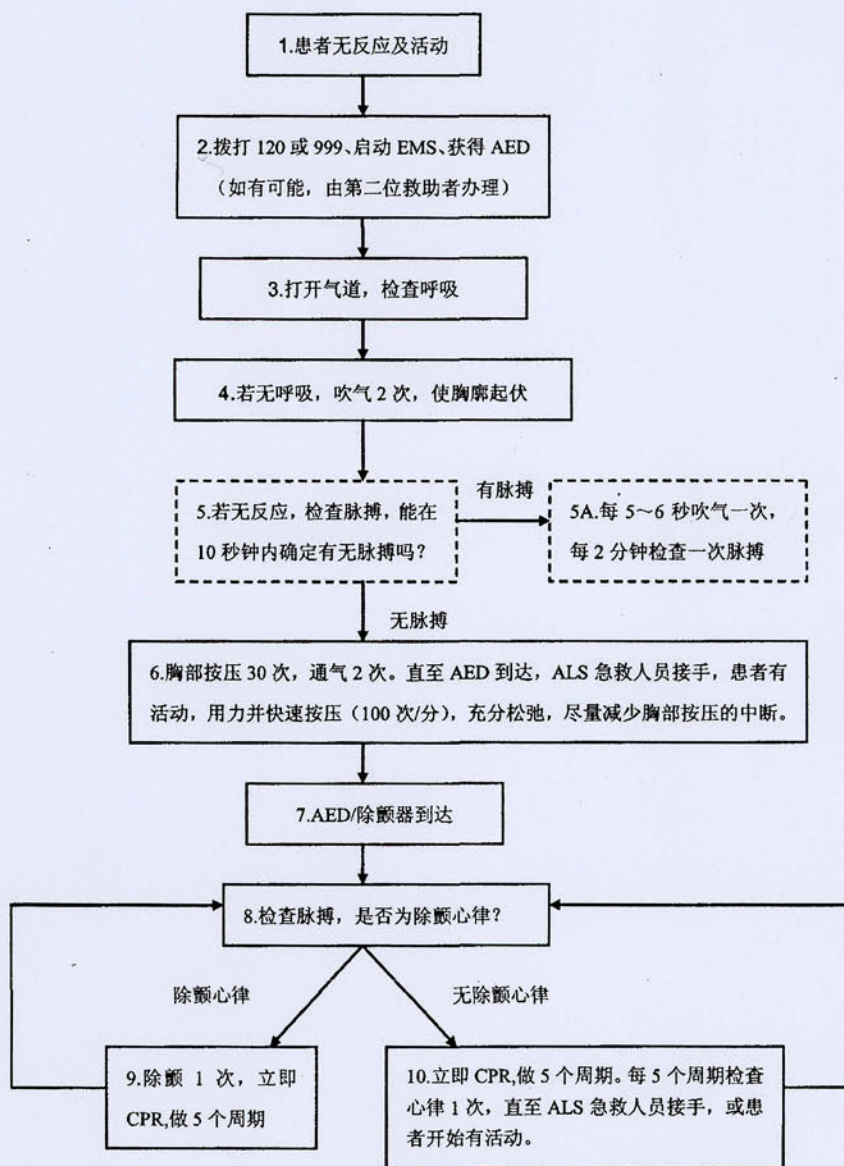 1.患者无反应及活动
2.拨打 120 或 999、启动 EMS、获得 AED
（如有可能，由第二位救助者办理）
3.打开气道，检查呼吸
4.若无呼吸，吹气 2 次，使胸廓起伏
5.若无反应，检查脉搏，能在
10 秒钟内确定有无脉搏吗？
有脉搏
5A.每 5～6 秒吹气一次，
每 2 分钟检查一次脉搏
无脉搏
6.胸部按压 30 次，通气 2 次。直至 AED 到达，ALS 急救人员接手，患者有
活动，用力并快速按压（100 次/分），充分松弛，尽量减少胸部按压的中断。
7.AED/除颤器到达
8.检查脉搏，是否为除颤心律？
除颤心律
无除颤心律
9.除颤 1 次，立即
CPR,做 5 个周期
10.立即 CPR,做 5 个周期。每 5 个周期检查
心律 1 次，直至 ALS 急救人员接手，或患
者开始有活动。